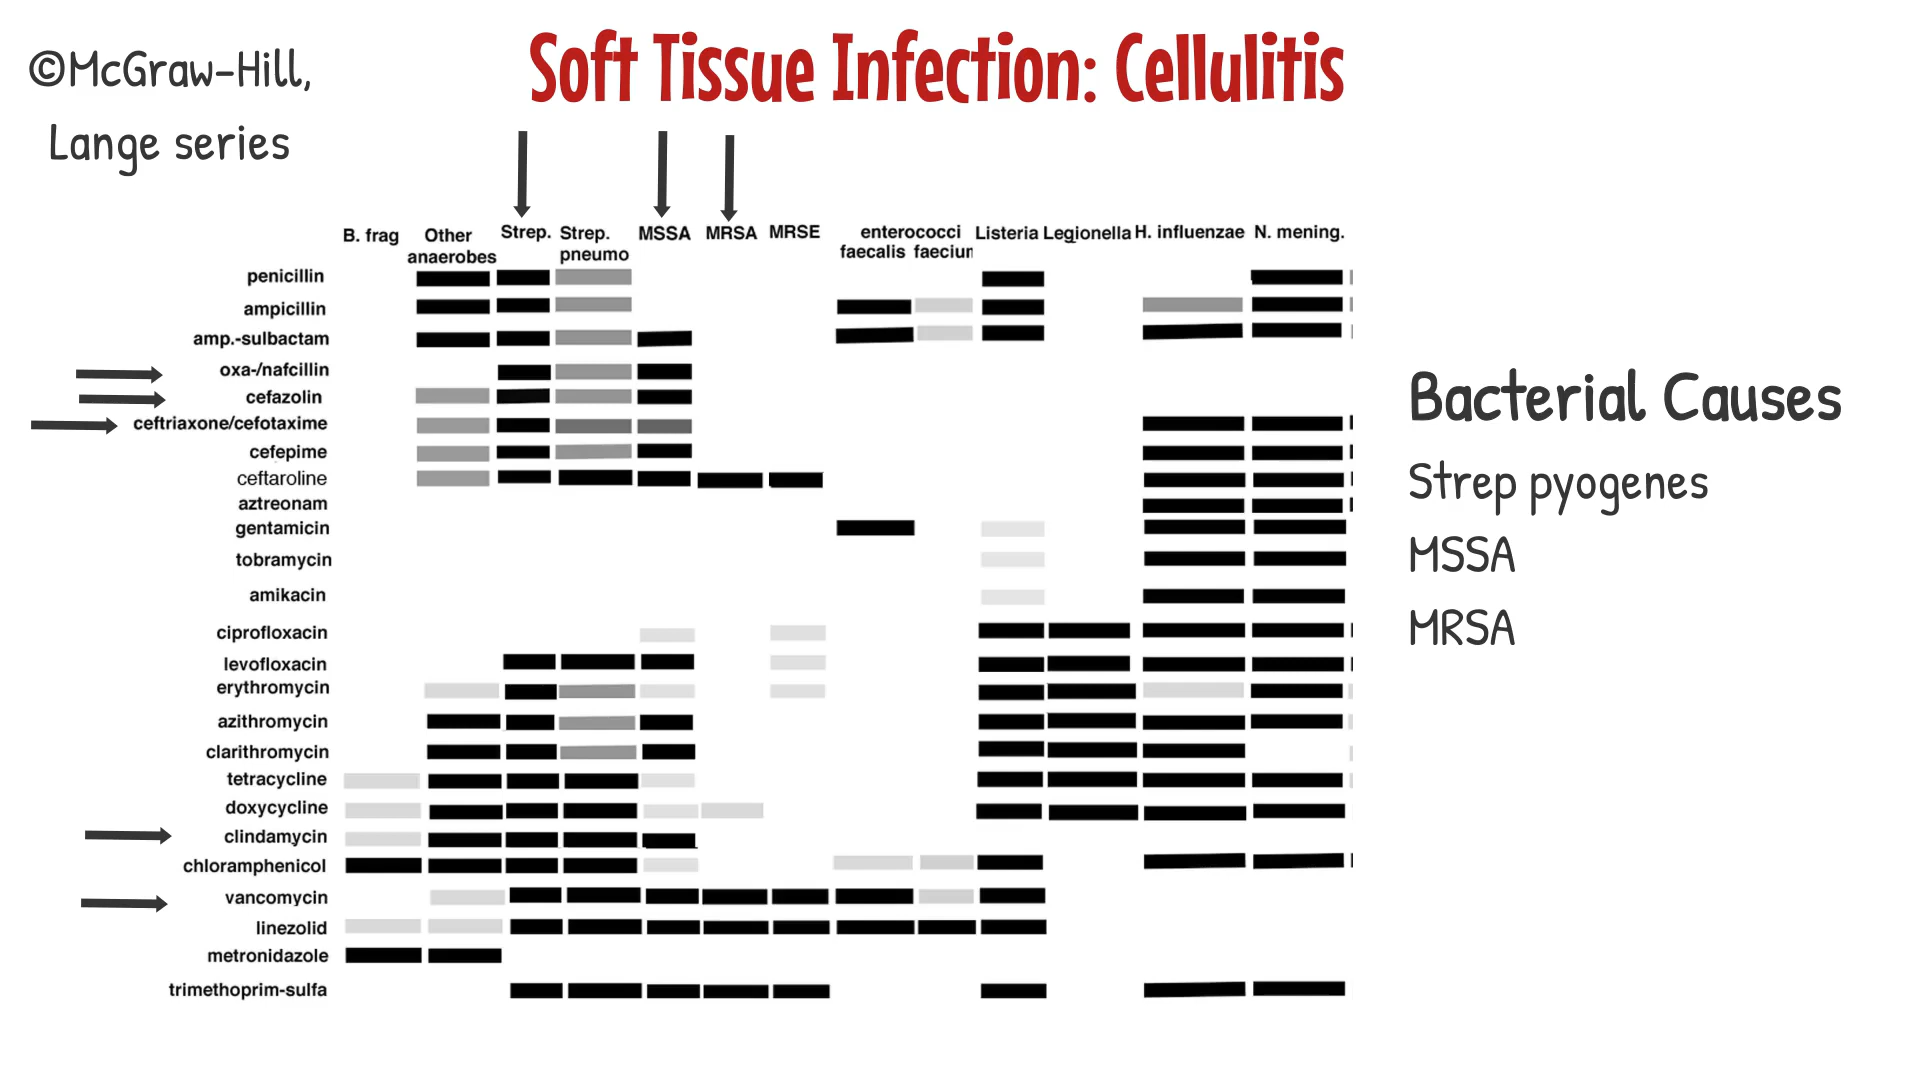 ©McGraw-Hill,
Lange series
Soft Tissue Infection: Cellulitis
B. frag
Other
anaerobes
Strep.
Strep.
pneumo
MSSA
MRSA
MRSE
enterococci
faecalis
faeciun
Listeria
Legionella
H. influenzae
N. mening.
penicillin
ampicillin
amp.-sulbactam
oxa-/nafcillin
cefazolin
ceftriaxone/cefotaxime
cefepime
ceftaroline
aztreonam
gentamicin
tobramycin
amikacin
ciprofloxacin
levofloxacin
erythromycin
azithromycin
clarithromycin
tetracycline
doxycycline
clindamycin
chloramphenicol
vancomycin
linezolid
metronidazole
trimethoprim-sulfa
Bacterial Causes
Strep pyogenes
MSSA
MRSA